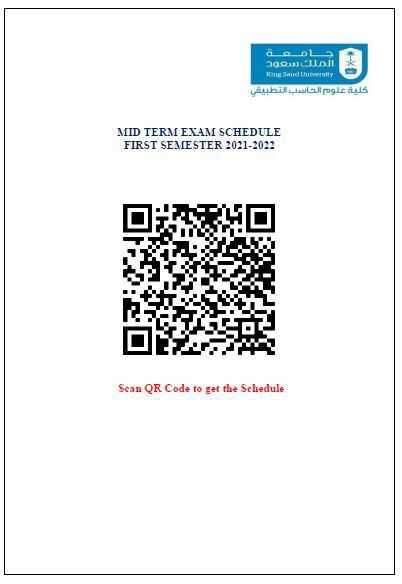 جـامـعـة
الملك سعود
King Saud University
كلية علوم الحاسب التطبيقي
MID TERM EXAM SCHEDULE
FIRST SEMESTER 2021-2022
Scan QR Code to get the Schedule